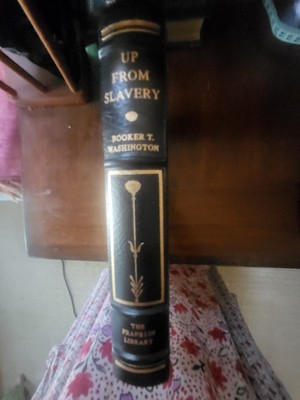 UP
FROM
SLAVERY
BOOKER T.
WASHINGTON
THE
FRANKLIN
LIBRARY